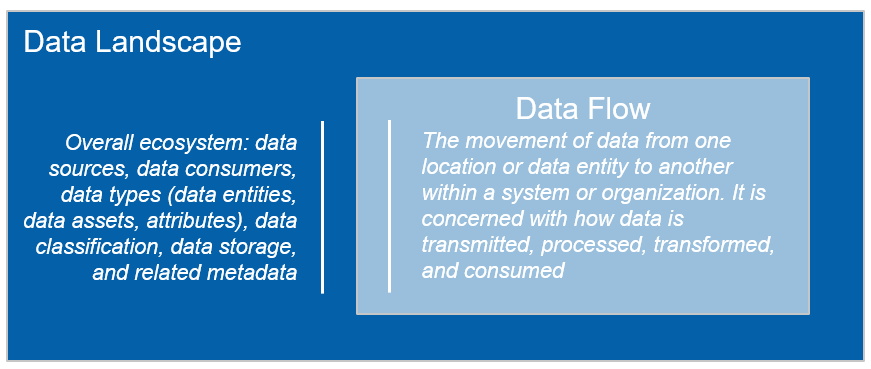 Data Landscape
Overall ecosystem: data
sources, data consumers,
data types (data entities,
data assets, attributes), data
classification, data storage,
and related metadata
Data Flow
The movement of data from one
location or data entity to another
within a system or organization. It is
concerned with how data is
transmitted, processed, transformed,
and consumed